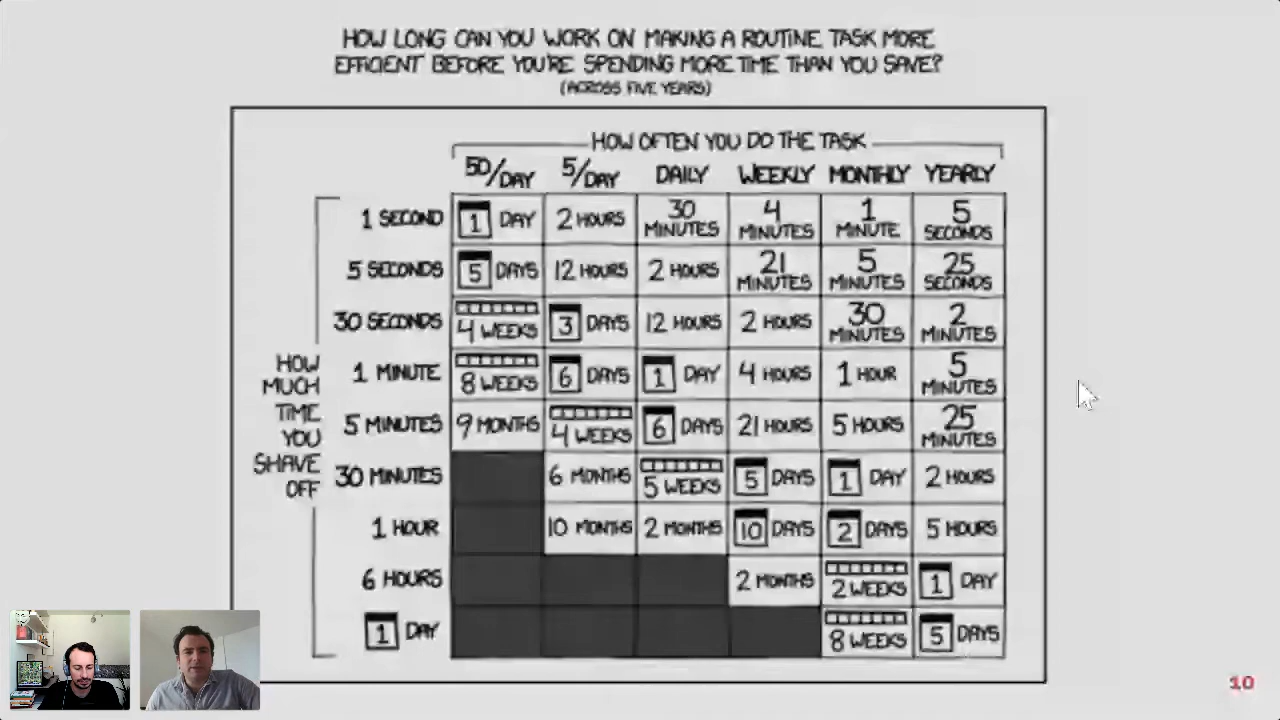 HOW LONG CAN YOU WORK ON MAKING A ROUTINE TASK MORE
EFFICIENT BEFORE YOU'RE SPENDING MORE TIME THAN YOU SAVE?
(ACROSS FIVE YEARS)
HOW OFTEN YOU DO THE TASK
50/DAY 5/DAY DAILY WEEKLY MONTHLY YEARLY
HOW
MUCH
TIME
YOU
SHAVE
OFF
1 SECOND 1 DAY 2 HOURS 30 MINUTES 4 MINUTES 1 MINUTE 5 SECONDS
5 SECONDS 5 DAYS 12 HOURS 2 HOURS 21 MINUTES 5 MINUTES 25 SECONDS
30 SECONDS 4 WEEKS 3 DAYS 12 HOURS 2 HOURS 30 MINUTES 2 MINUTES
1 MINUTE 8 WEEKS 6 DAYS 1 DAY 4 HOURS 1 HOUR 5 MINUTES
5 MINUTES 9 MONTHS 4 WEEKS 6 DAYS 21 HOURS 5 HOURS 25 MINUTES
30 MINUTES 6 MONTHS 5 WEEKS 5 DAYS 1 DAY 2 HOURS
1 HOUR 10 MONTHS 2 MONTHS 10 DAYS 2 DAYS 5 HOURS
6 HOURS 2 MONTHS 2 WEEKS 1 DAY
1 DAY 8 WEEKS 5 DAYS
10